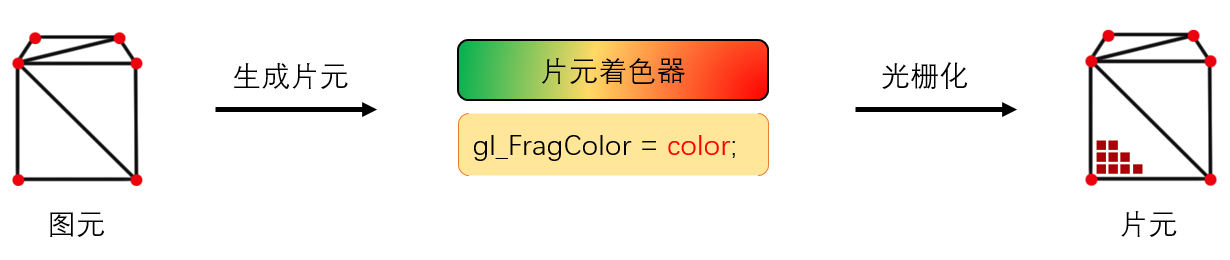 生成片元
片元着色器
光栅化
gl_FragColor = color;
图元
片元